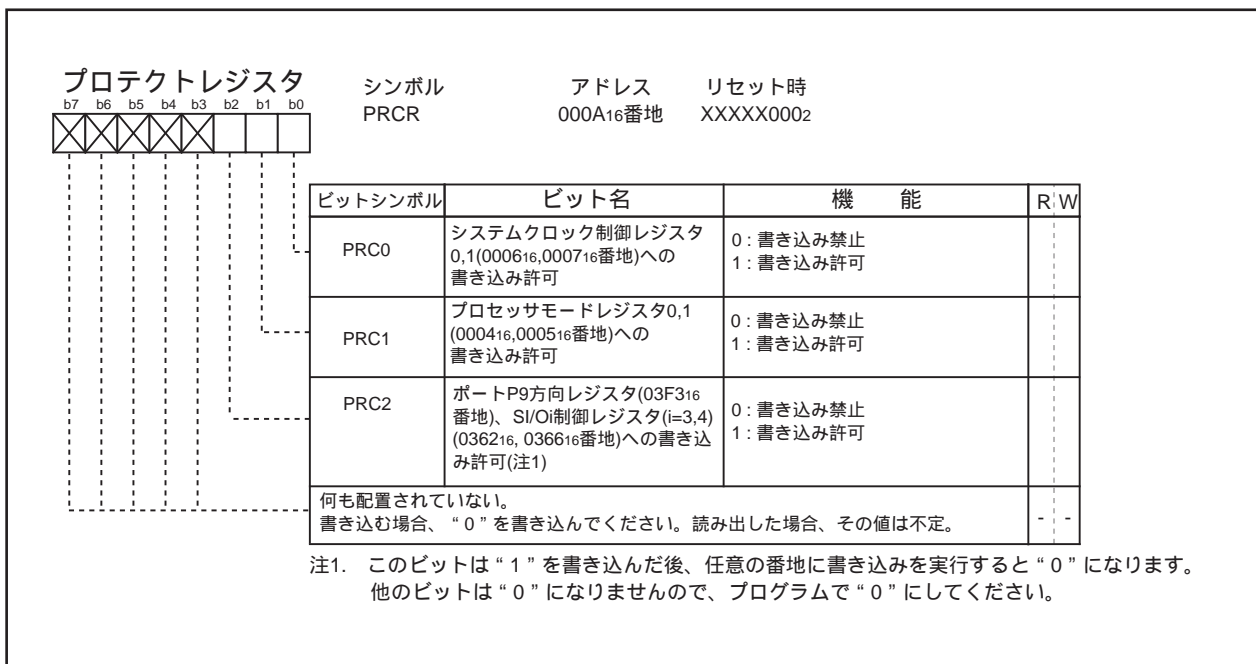 プロテクトレジスタ
b7 b6 b5 b4 b3 b2 b1 b0
シンボル アドレス リセット時
PRCR 000A16番地 XXXXX0002
ビットシンボル ビット名 機 能 R W
PRC0
システムクロック制御レジスタ
0,1(000616,000716番地)への
書き込み許可
0 : 書き込み禁止
1 : 書き込み許可
PRC1
プロセッサモードレジスタ0,1
(000416,000516番地)への
書き込み許可
0 : 書き込み禁止
1 : 書き込み許可
PRC2
ポートP9方向レジスタ(03F316
番地)、SI/Oi制御レジスタ(i=3,4)
(036216, 036616番地)への書き込
み許可(注1)
0 : 書き込み禁止
1 : 書き込み許可
何も配置されていない。
書き込む場合、“0”を書き込んでください。読み出した場合、その値は不定。
- -
注1. このビットは“1”を書き込んだ後、任意の番地に書き込みを実行すると“0”になります。
他のビットは“0”になりませんので、プログラムで“0”にしてください。